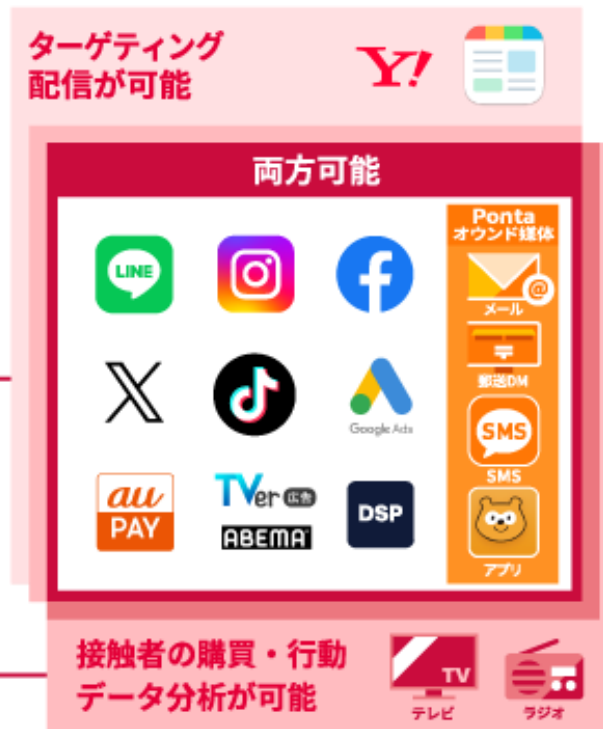 ターゲティング
配信が可能
Y!
両方可能
Ponta
オウンド媒体
LINE
メール
郵送DM
Google Ads
SMS
SMS
au
PAY
TVer 広告
ABEMA
DSP
アプリ
接触者の購買・行動
データ分析が可能
TV
テレビ
ラジオ